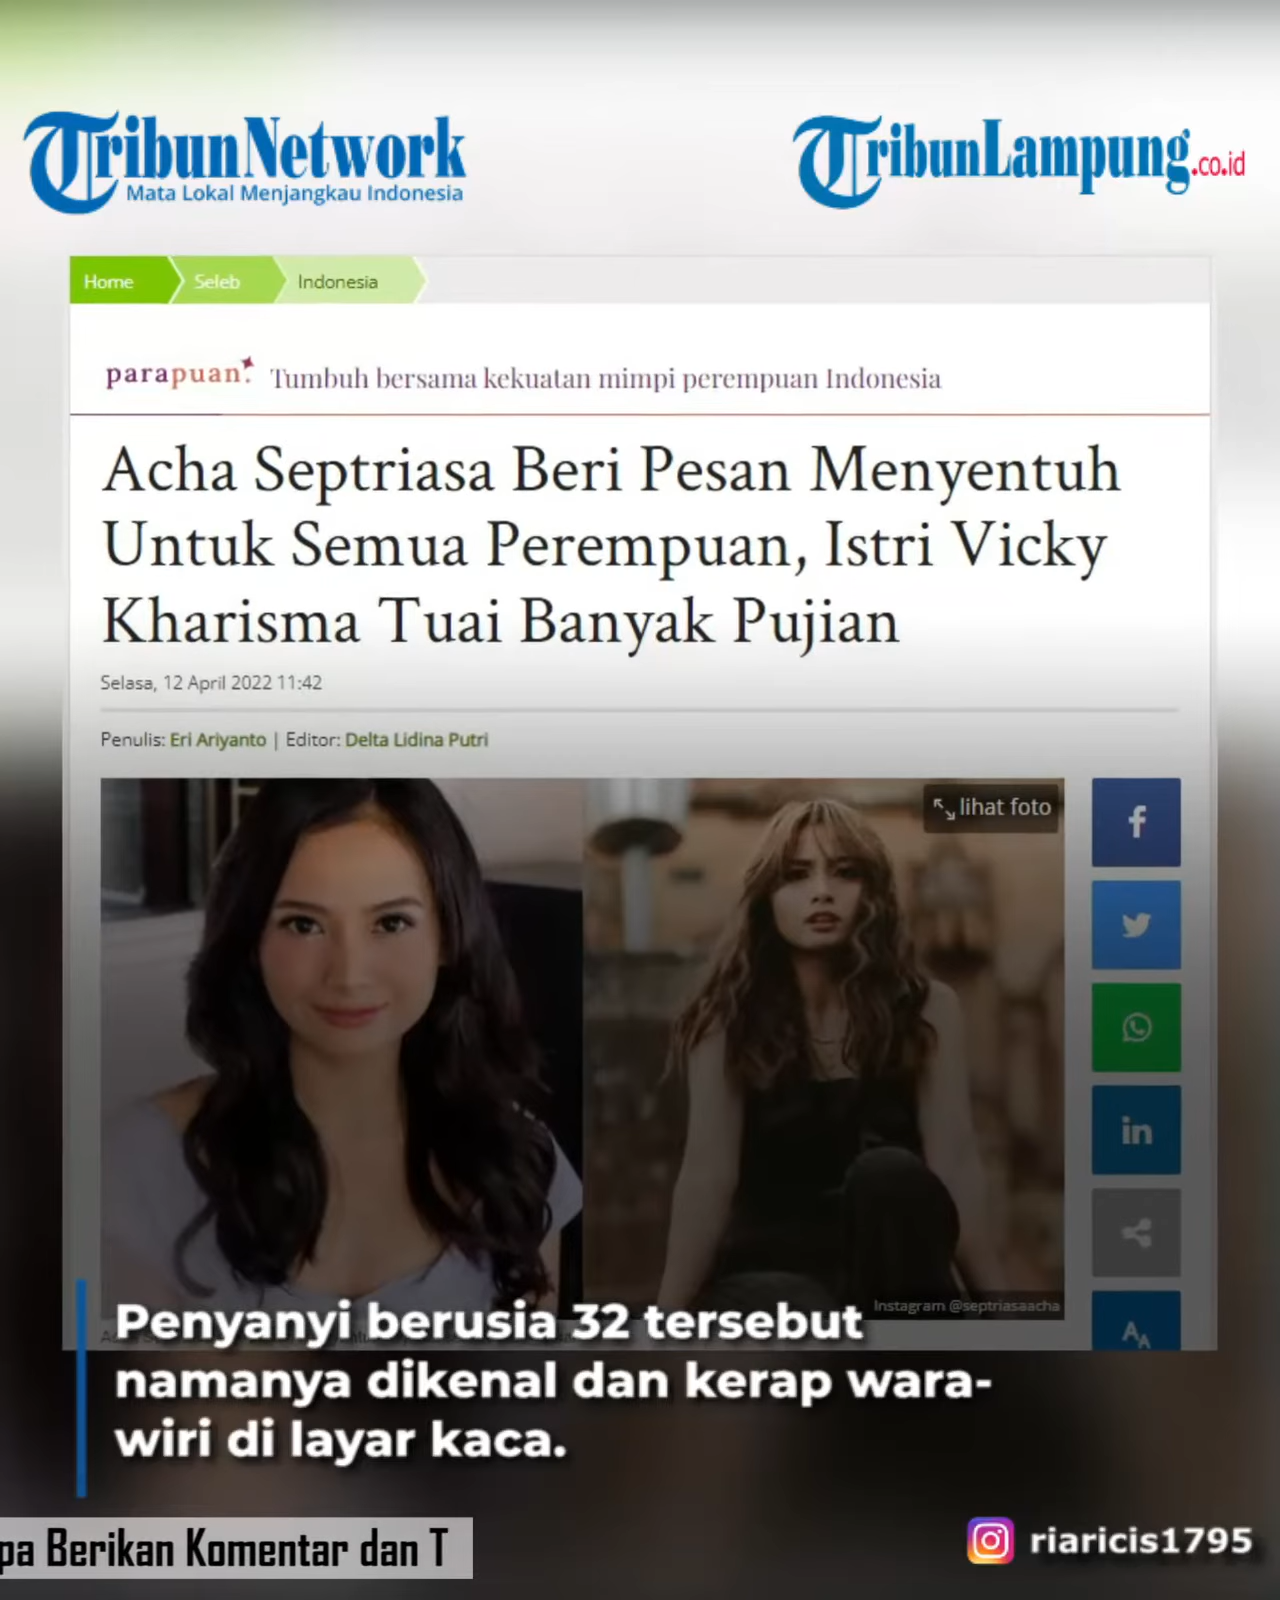 TribunNetwork
Mata Lokal Menjangkau Indonesia
TribunLampung.co.id
Home Seleb Indonesia
parapuan. Tumbuh bersama kekuatan mimpi perempuan Indonesia
Acha Septriasa Beri Pesan Menyentuh
Untuk Semua Perempuan, Istri Vicky
Kharisma Tuai Banyak Pujian
Selasa, 12 April 2022 11:42
Penulis: Eri Ariyanto | Editor: Delta Lidina Putri
lihat foto
f
in
Instagram @septriasaacha
AA
Penyanyi berusia 32 tersebut
namanya dikenal dan kerap wara-
wiri di layar kaca.
pa Berikan Komentar dan T
riaricis1795